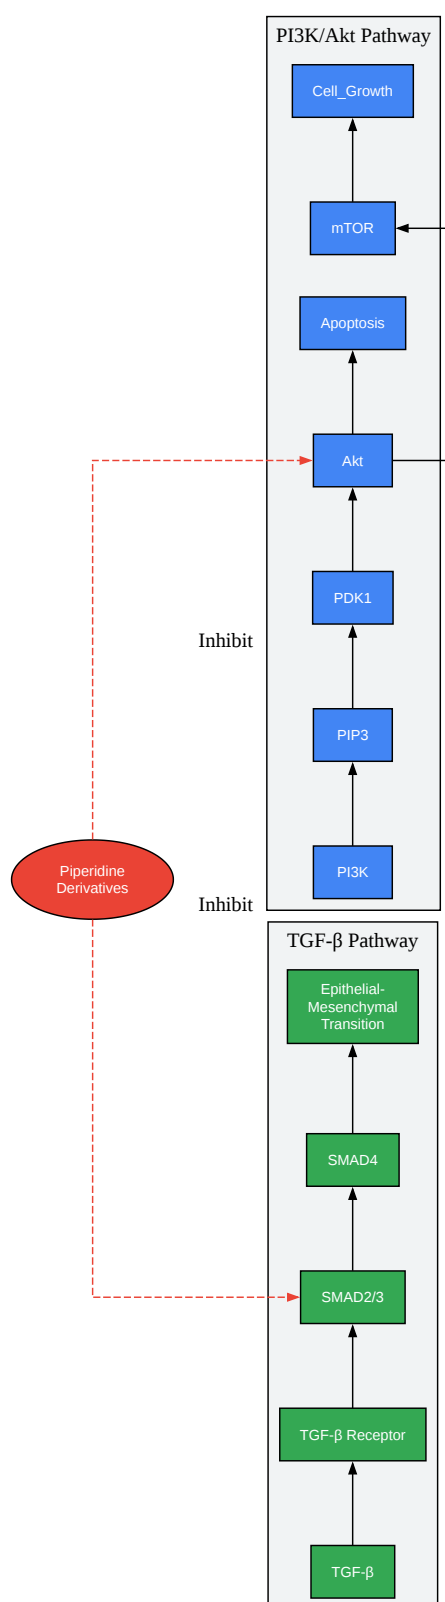 PI3K/Akt Pathway
Cell_Growth
mTOR
Apoptosis
Akt
PDK1
Inhibit
PIP3
Piperidine
Derivatives
PI3K
Inhibit
TGF-β Pathway
Epithelial-
Mesenchymal
Transition
SMAD4
SMAD2/3
TGF-β Receptor
TGF-β